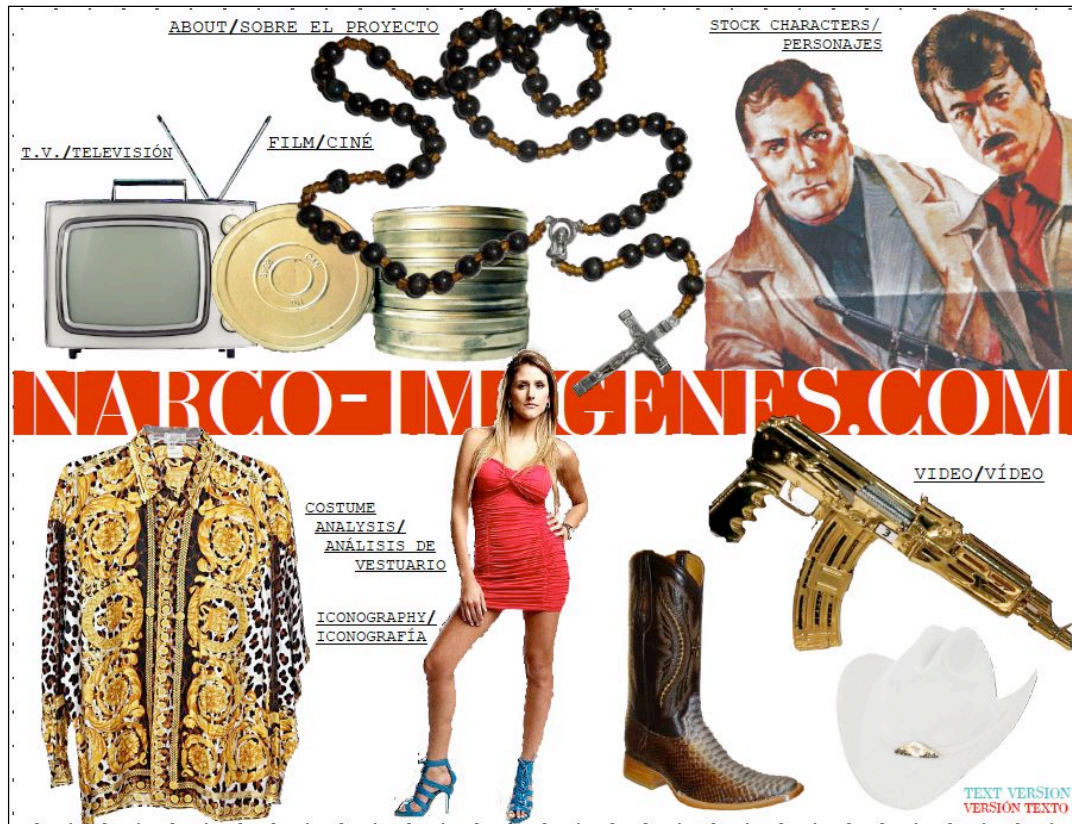 ABOUT/SOBRE EL PROYECTO
STOCK CHARACTERS/
PERSONAJES
T.V./TELEVISIÓN
FILM/CINÉ
NARCO-IMÁGENES.COM
COSTUME
ANALYSIS/
ANÁLISIS DE
VESTUARIO
ICONOGRAPHY/
ICONOGRAFÍA
VIDEO/VÍDEO
3
TEXT VERSION
VERSIÓN TEXTO